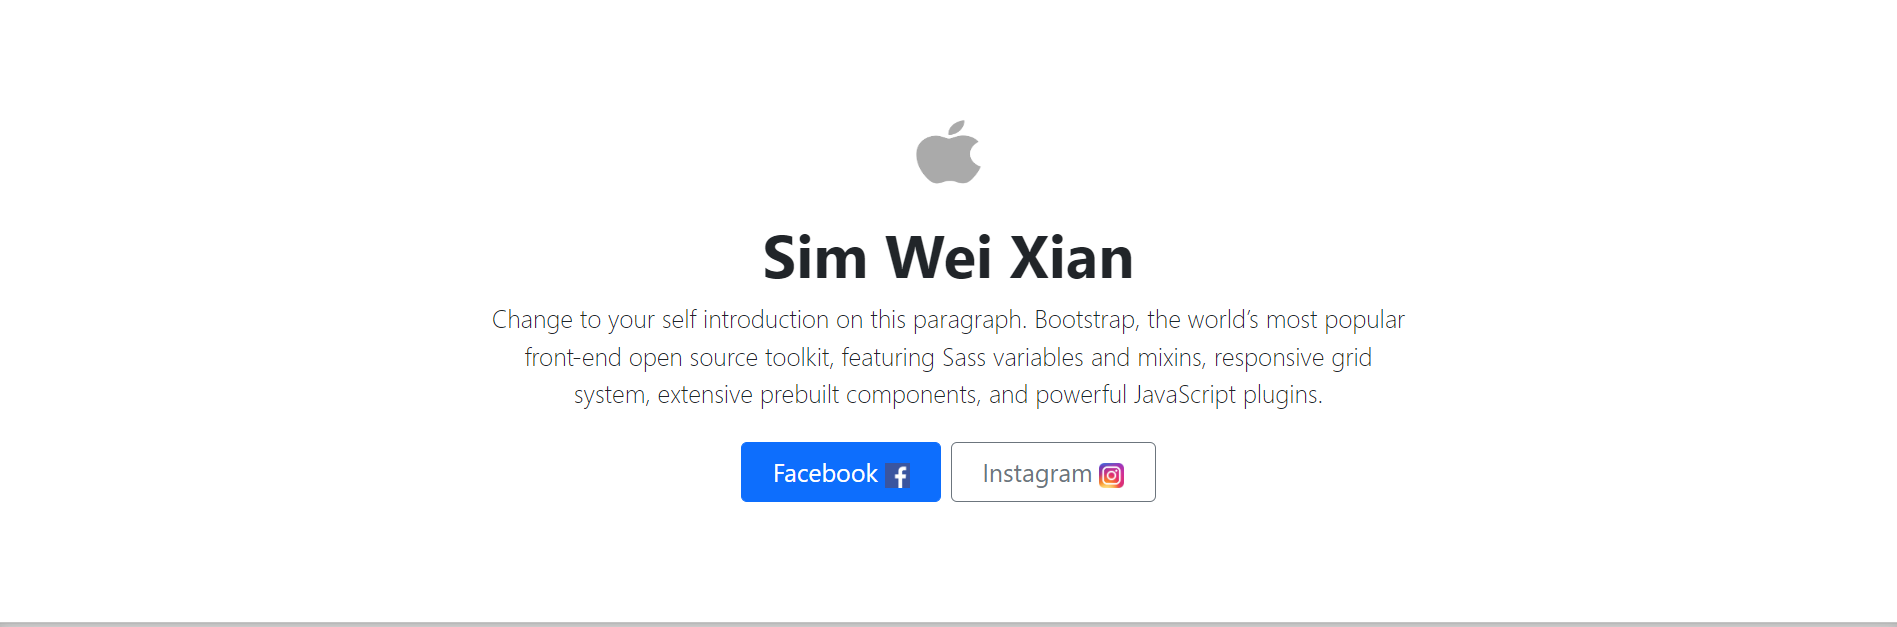 Sim Wei Xian
Change to your self introduction on this paragraph. Bootstrap, the world’s most popular
front-end open source toolkit, featuring Sass variables and mixins, responsive grid
system, extensive prebuilt components, and powerful JavaScript plugins.
Facebook
Instagram